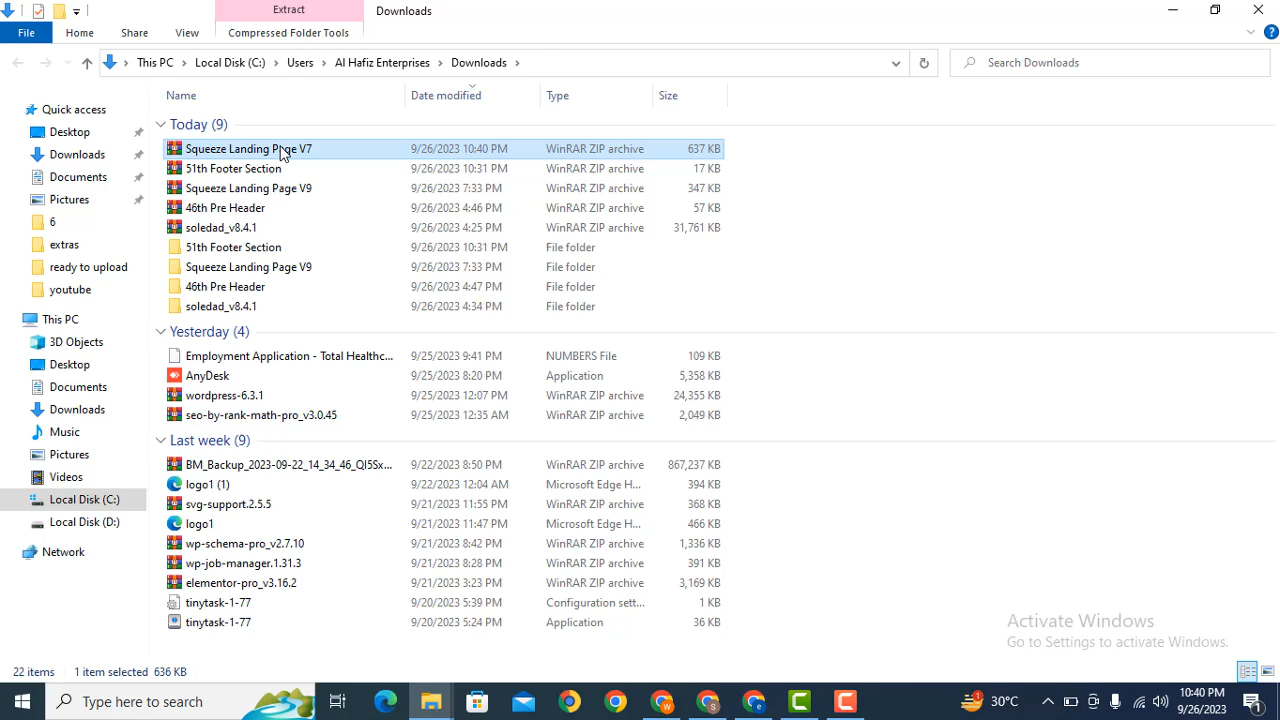 Extract
Downloads
File
Home
Share
View
Compressed Folder Tools
This PC
Local Disk (C:)
Users
Al Hafiz Enterprises
Downloads
Search Downloads
Name
Date modified
Type
Size
Quick access
Desktop
Downloads
Documents
Pictures
6
extras
ready to upload
youtube
This PC
3D Objects
Desktop
Documents
Downloads
Music
Pictures
Videos
Local Disk (C:)
Local Disk (D:)
Network
Today (9)
Squeeze Landing Page V7 9/26/2023 10:40 PM WinRAR ZIP archive 637 KB
51th Footer Section 9/26/2023 10:31 PM WinRAR ZIP archive 17 KB
Squeeze Landing Page V9 9/26/2023 7:33 PM WinRAR ZIP archive 347 KB
46th Pre Header 9/26/2023 4:46 PM WinRAR ZIP archive 57 KB
soledad_v8.4.1 9/26/2023 4:25 PM WinRAR ZIP archive 31,761 KB
51th Footer Section 9/26/2023 10:31 PM File folder
Squeeze Landing Page V9 9/26/2023 7:33 PM File folder
46th Pre Header 9/26/2023 4:47 PM File folder
soledad_v8.4.1 9/26/2023 4:34 PM File folder
Yesterday (4)
Employment Application - Total Healthc... 9/25/2023 9:41 PM NUMBERS File 109 KB
AnyDesk 9/25/2023 8:20 PM Application 5,358 KB
wordpress-6.3.1 9/25/2023 12:07 PM WinRAR ZIP archive 24,355 KB
seo-by-rank-math-pro_v3.0.45 9/25/2023 12:35 AM WinRAR ZIP archive 2,049 KB
Last week (9)
BM_Backup_2023-09-22_14_34_46_QI5Sx... 9/22/2023 8:50 PM WinRAR archive 867,237 KB
logo1 (1) 9/22/2023 12:04 AM Microsoft Edge H... 394 KB
svg-support.2.5.5 9/21/2023 11:55 PM WinRAR ZIP archive 368 KB
logo1 9/21/2023 11:47 PM Microsoft Edge H... 466 KB
wp-schema-pro_v2.7.10 9/21/2023 8:42 PM WinRAR ZIP archive 1,336 KB
wp-job-manager.1.31.3 9/21/2023 8:28 PM WinRAR ZIP archive 391 KB
elementor-pro_v3.16.2 9/21/2023 3:23 PM WinRAR ZIP archive 3,169 KB
tinytask-1-77 9/20/2023 5:39 PM Configuration sett... 1 KB
tinytask-1-77 9/20/2023 5:24 PM Application 36 KB
Activate Windows
Go to Settings to activate Windows.
22 items 1 item selected 636 KB
Type here to search
30°C
10:40 PM
9/26/2023